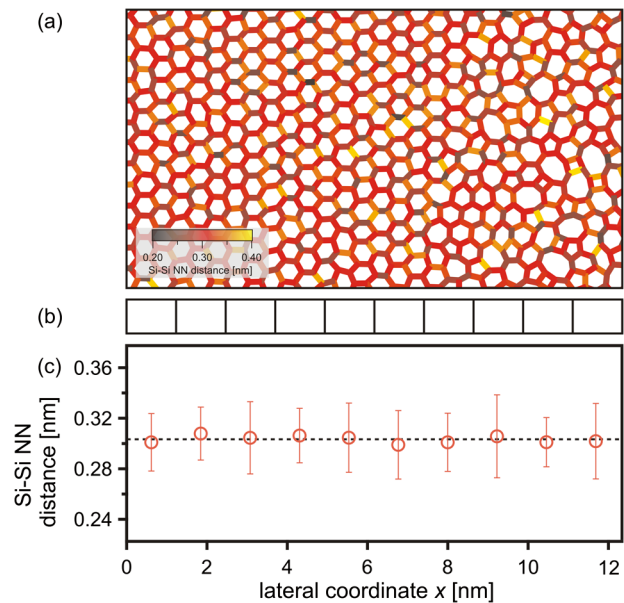 (a)
0.20 0.30 0.40
Si-Si NN distance [nm]
(b)
(c)
0.36
0.32
0.28
0.24
Si-Si NN
distance [nm]
0 2 4 6 8 10 12
lateral coordinate x [nm]